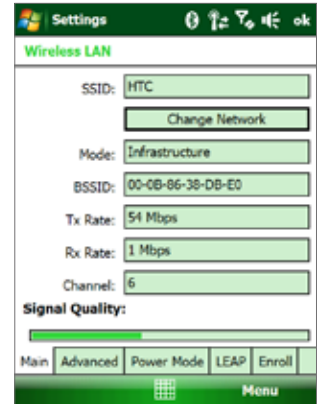 Settings ok
Wireless LAN
SSID: HTC
Change Network
Mode: Infrastructure
BSSID: 00-0B-86-38-DB-E0
Tx Rate: 54 Mbps
Rx Rate: 1 Mbps
Channel: 6
Signal Quality:
Main Advanced Power Mode LEAP Enroll
Menu